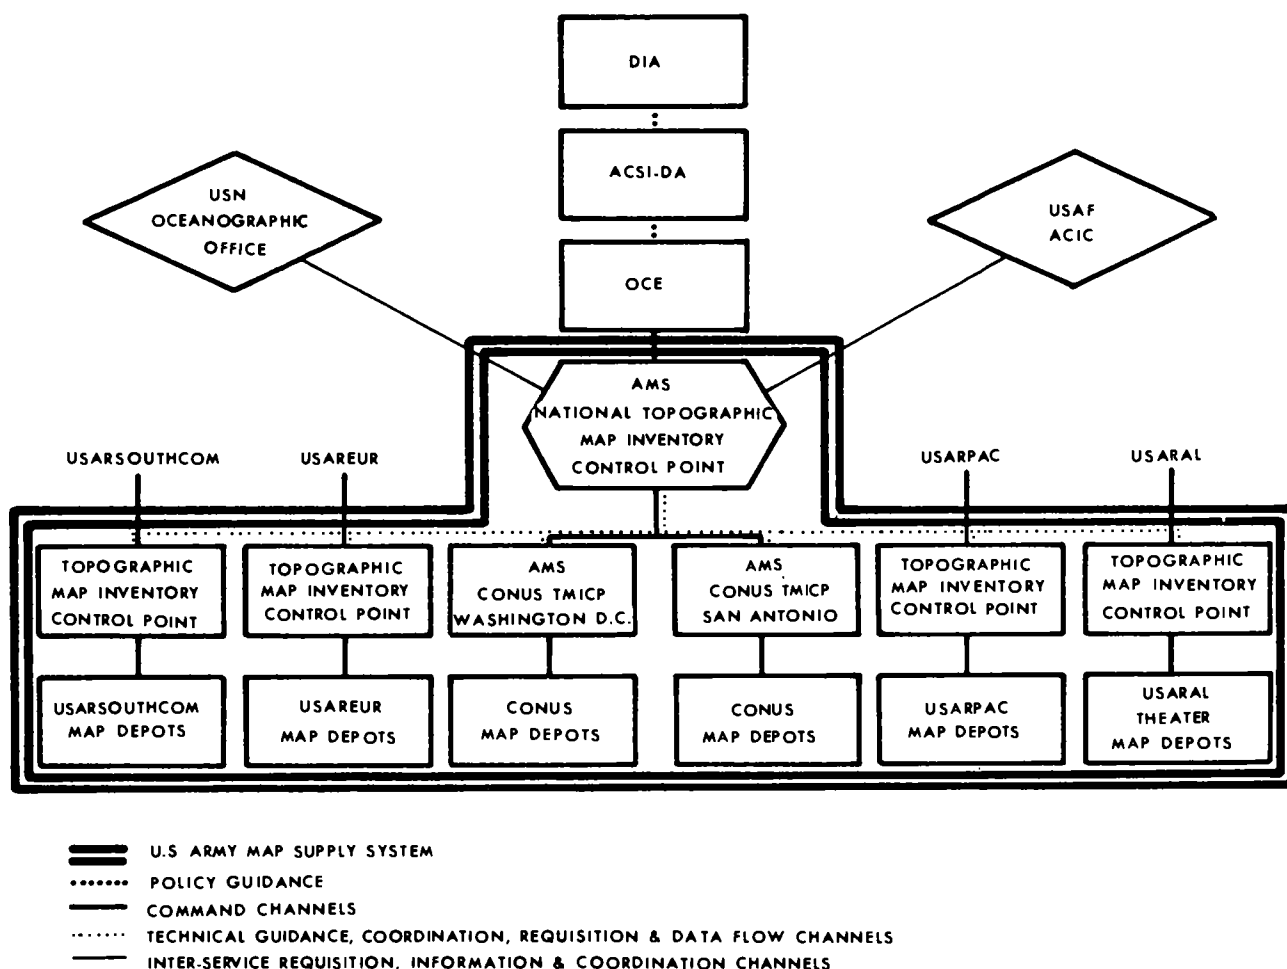 DIA
ACSI-DA
USN
OCEANOGRAPHIC
OFFICE
USAF
ACIC
OCE
AMS
NATIONAL TOPOGRAPHIC
MAP INVENTORY
CONTROL POINT
USARSOUTHCOM
USAREUR
USARPAC
USARAL
TOPOGRAPHIC
MAP INVENTORY
CONTROL POINT
TOPOGRAPHIC
MAP INVENTORY
CONTROL POINT
AMS
CONUS TMICP
WASHINGTON D.C.
AMS
CONUS TMICP
SAN ANTONIO
TOPOGRAPHIC
MAP INVENTORY
CONTROL POINT
TOPOGRAPHIC
MAP INVENTORY
CONTROL POINT
USARSOUTHCOM
MAP DEPOTS
USAREUR
MAP DEPOTS
CONUS
MAP DEPOTS
CONUS
MAP DEPOTS
USARPAC
MAP DEPOTS
USARAL
THEATER
MAP DEPOTS
U.S ARMY MAP SUPPLY SYSTEM
POLICY GUIDANCE
COMMAND CHANNELS
TECHNICAL GUIDANCE, COORDINATION, REQUISITION & DATA FLOW CHANNELS
INTER-SERVICE REQUISITION, INFORMATION & COORDINATION CHANNELS